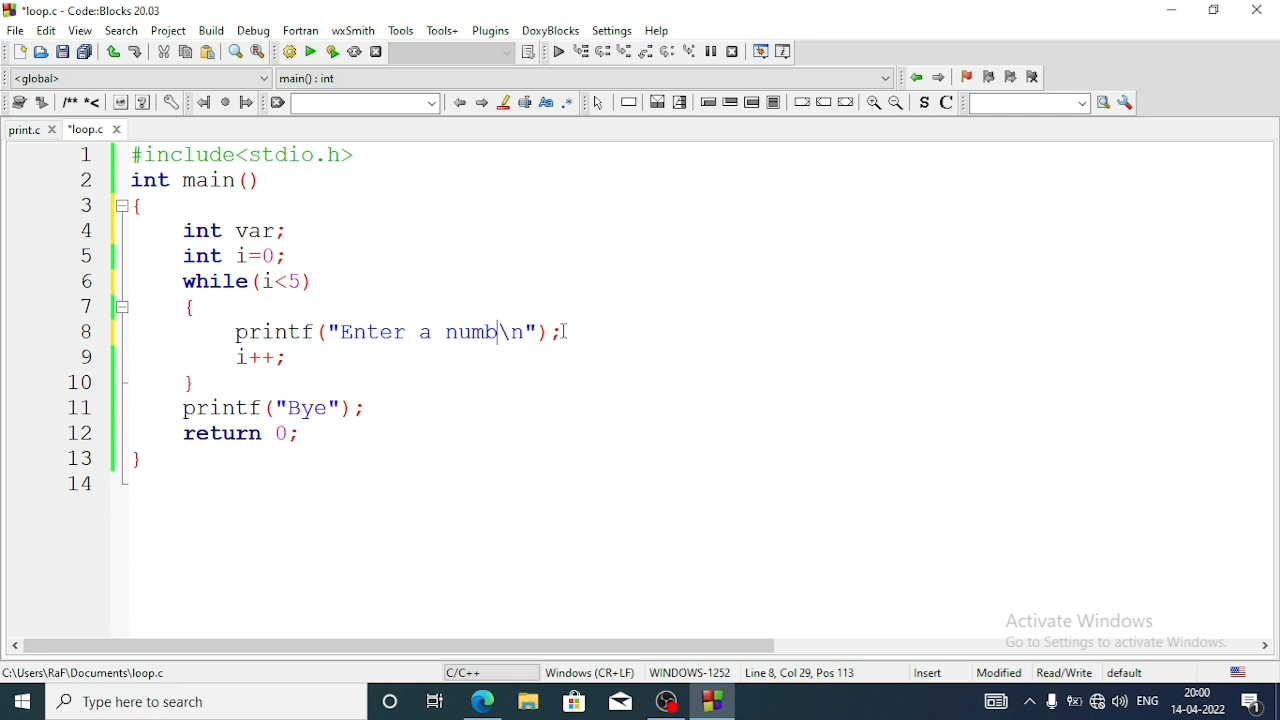 *loop.c - Code::Blocks 20.03
File Edit View Search Project Build Debug Fortran wxSmith Tools Tools+ Plugins DoxyBlocks Settings Help
<global> main() : int
/** *< Aa .* S C
print.c *loop.c
1 #include<stdio.h>
2 int main()
3 {
4 int var;
5 int i=0;
6 while(i<5)
7 {
8 printf("Enter a numb\n");
9 i++;
10 }
11 printf("Bye");
12 return 0;
13 }
14
Activate Windows
Go to Settings to activate Windows.
C:\Users\RaF\Documents\loop.c C/C++ Windows (CR+LF) WINDOWS-1252 Line 8, Col 29, Pos 113 Insert Modified Read/Write default
Type here to search ENG 20:00 14-04-2022 1